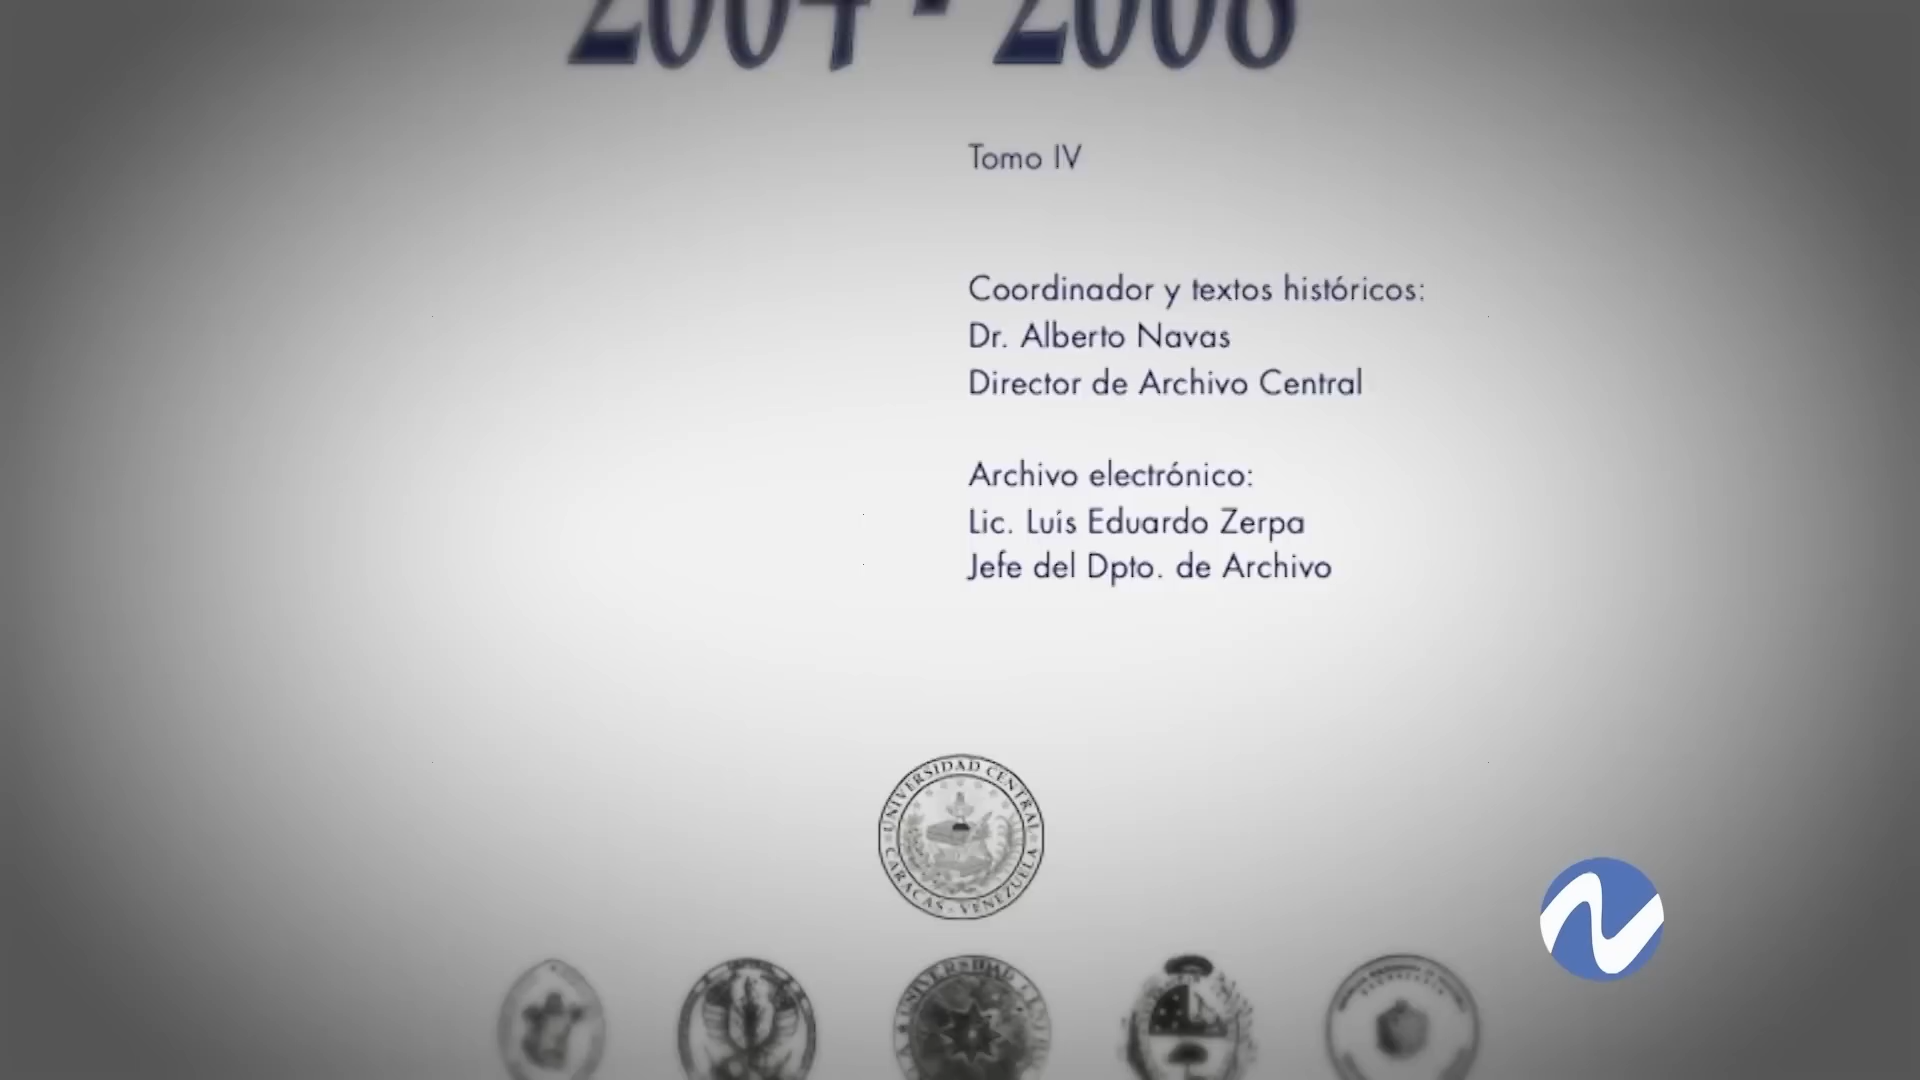 2004 - 2008
Tomo IV
Coordinador y textos históricos:
Dr. Alberto Navas
Director de Archivo Central
Archivo electrónico:
Lic. Luís Eduardo Zerpa
Jefe del Dpto. de Archivo
UNIVERSIDAD CENTRAL
CARACAS - VENEZUELA